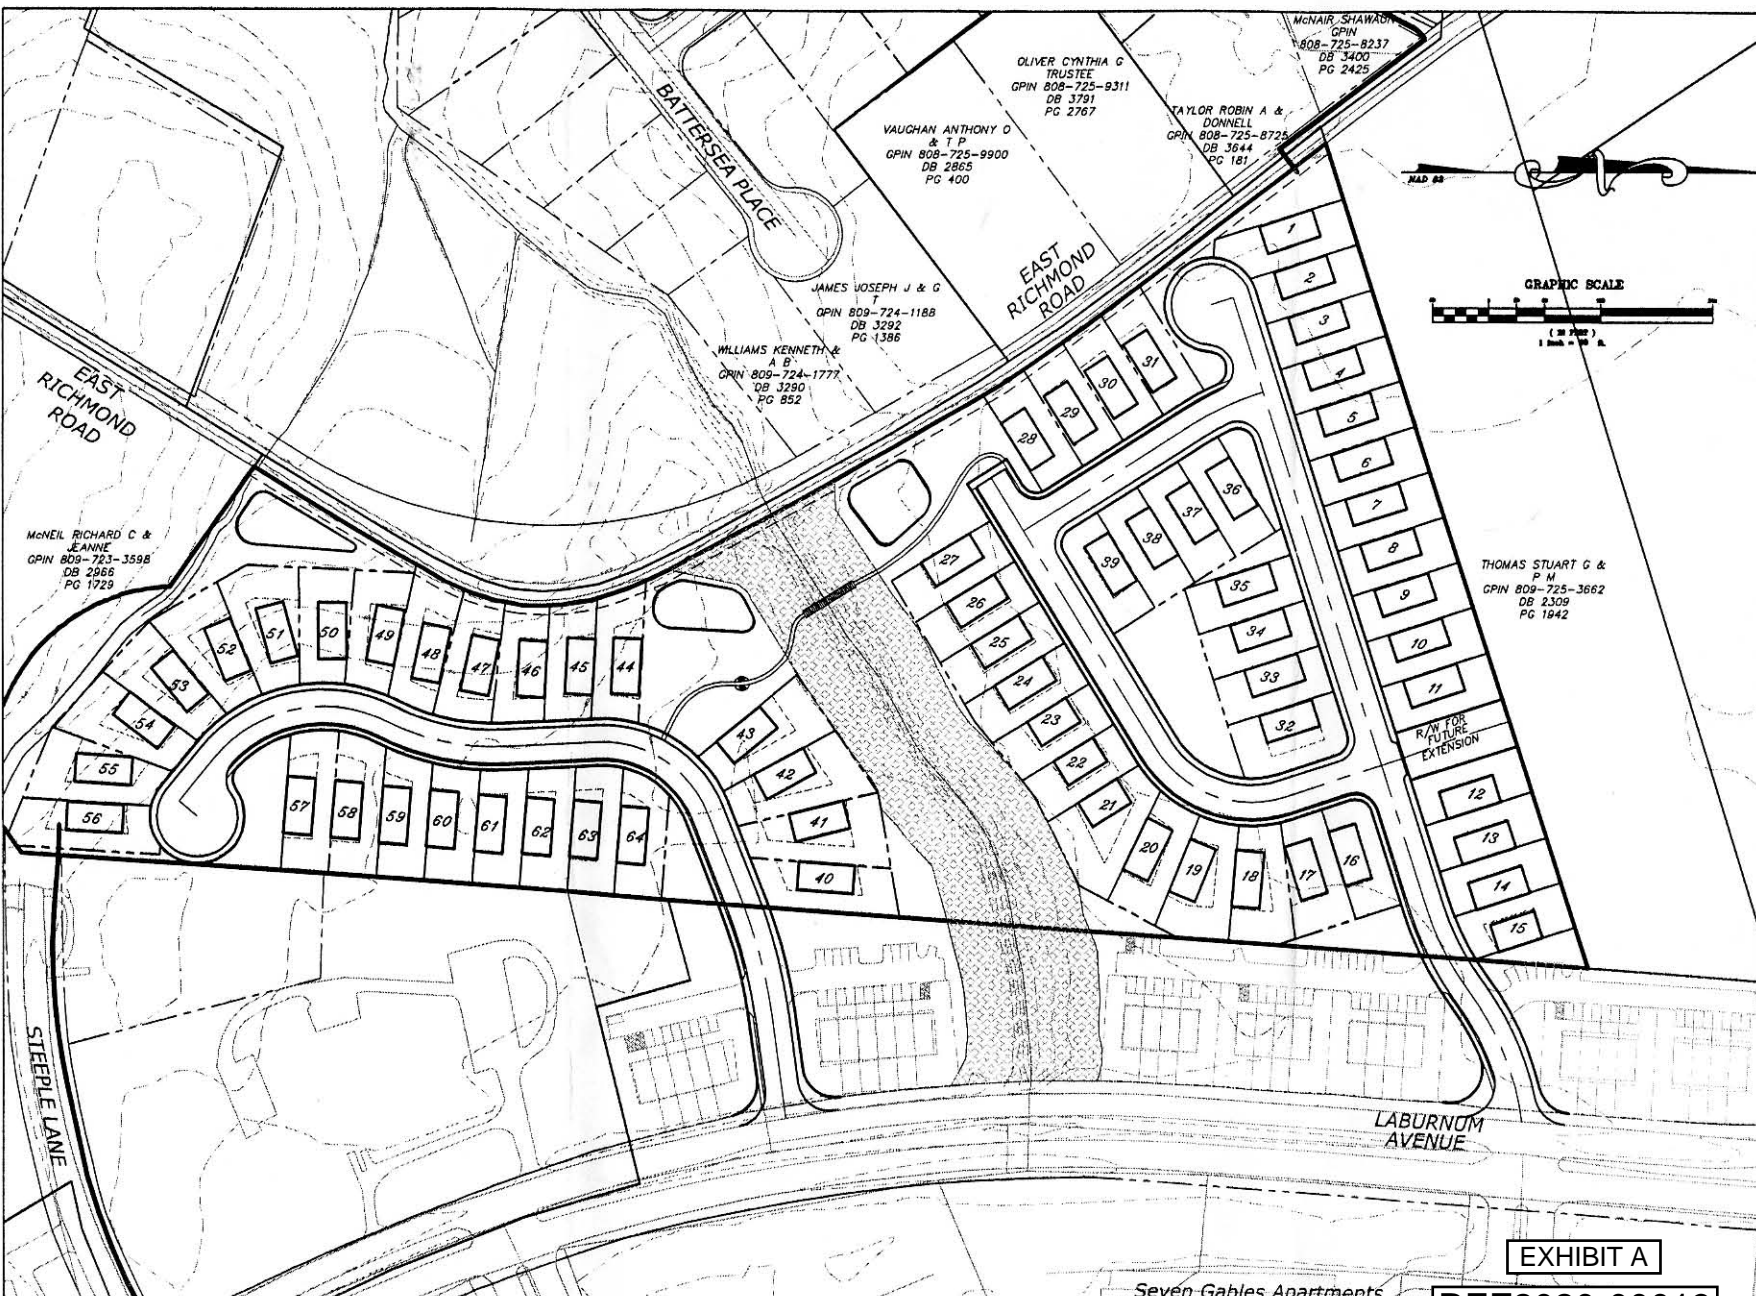 McNAIR SHAWAUN
GPIN
808-725-8237
DB 3400
PG 2425
OLIVER CYNTHIA G
TRUSTEE
GPIN 808-725-9311
DB 3791
PG 2767
TAYLOR ROBIN A &
DONNELL
GPIN 808-725-8725
DB 3644
PG 181
VAUGHAN ANTHONY O
& T P
GPIN 808-725-9900
DB 2865
PG 400
BATTERSEA PLACE
NAD 83
EAST
RICHMOND
ROAD
JAMES JOSEPH J & G
T
GPIN 809-724-1188
DB 3292
PG 1386
WILLIAMS KENNETH &
A B
GPIN 809-724-1777
DB 3290
PG 852
GRAPHIC SCALE
EAST
RICHMOND
ROAD
McNEIL RICHARD C &
JEANNE
GPIN 809-723-3598
DB 2966
PG 1729
THOMAS STUART G &
P M
GPIN 809-725-3662
DB 2309
PG 1942
1
2
3
4
5
6
7
8
9
10
11
R/W FOR
FUTURE
EXTENSION
12
13
14
15
16
17
18
19
20
21
22
23
24
25
26
27
28
29
30
31
32
33
34
35
36
37
38
39
40
41
42
43
44
45
46
47
48
49
50
51
52
53
54
55
56
57
58
59
60
61
62
63
64
STEEPLE LANE
LABURNUM
AVENUE
EXHIBIT A
Seven Gables Apartments